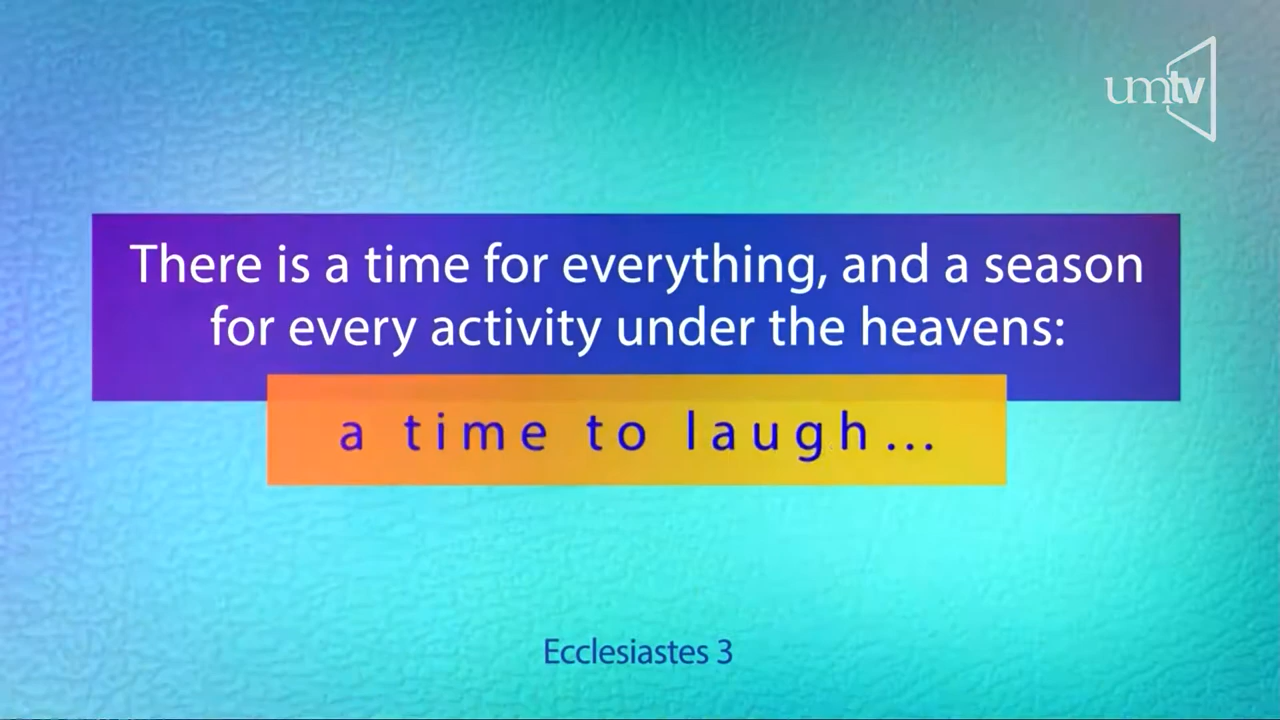 umtv
There is a time for everything, and a season
for every activity under the heavens:
a time to laugh...
Ecclesiastes 3